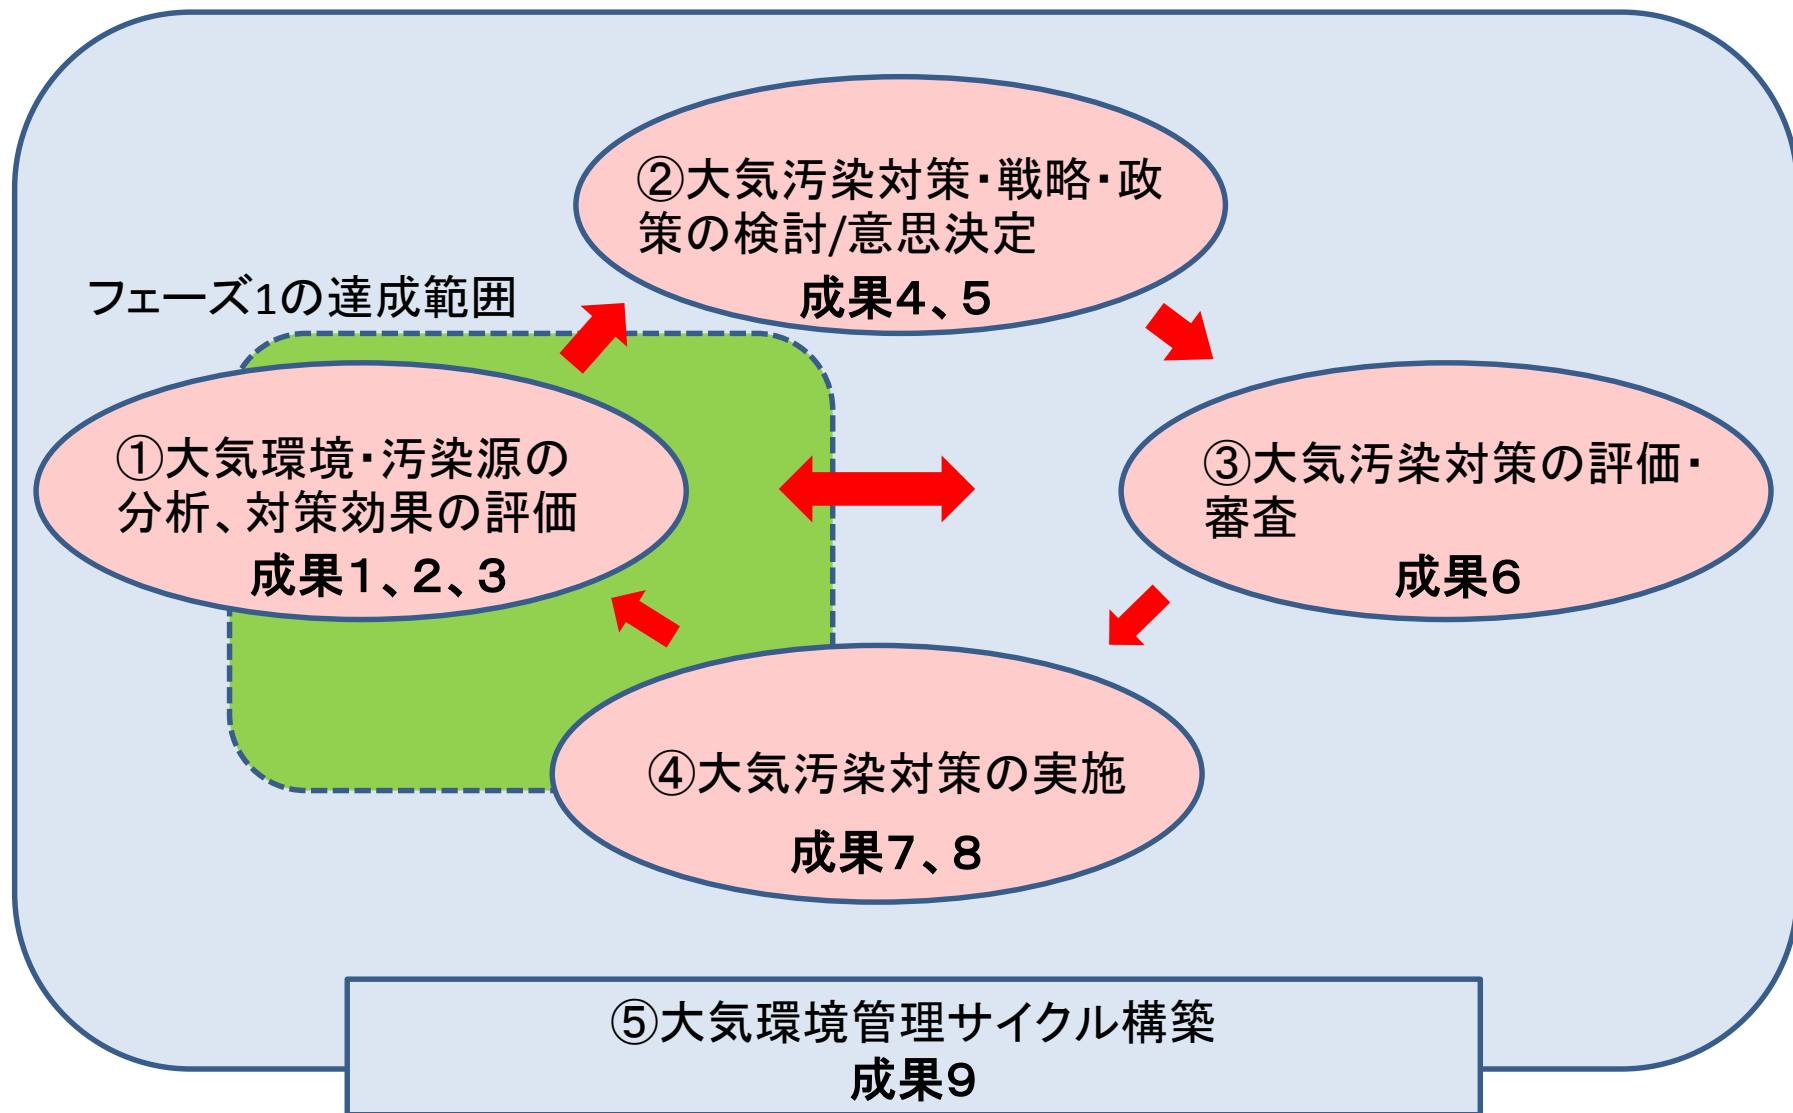 ②大気汚染対策・戦略・政
策の検討/意思決定
成果4、5
フェーズ1の達成範囲
①大気環境・汚染源の
分析、対策効果の評価
成果1、2、3
③大気汚染対策の評価・
審査
成果6
④大気汚染対策の実施
成果7、8
⑤大気環境管理サイクル構築
成果9